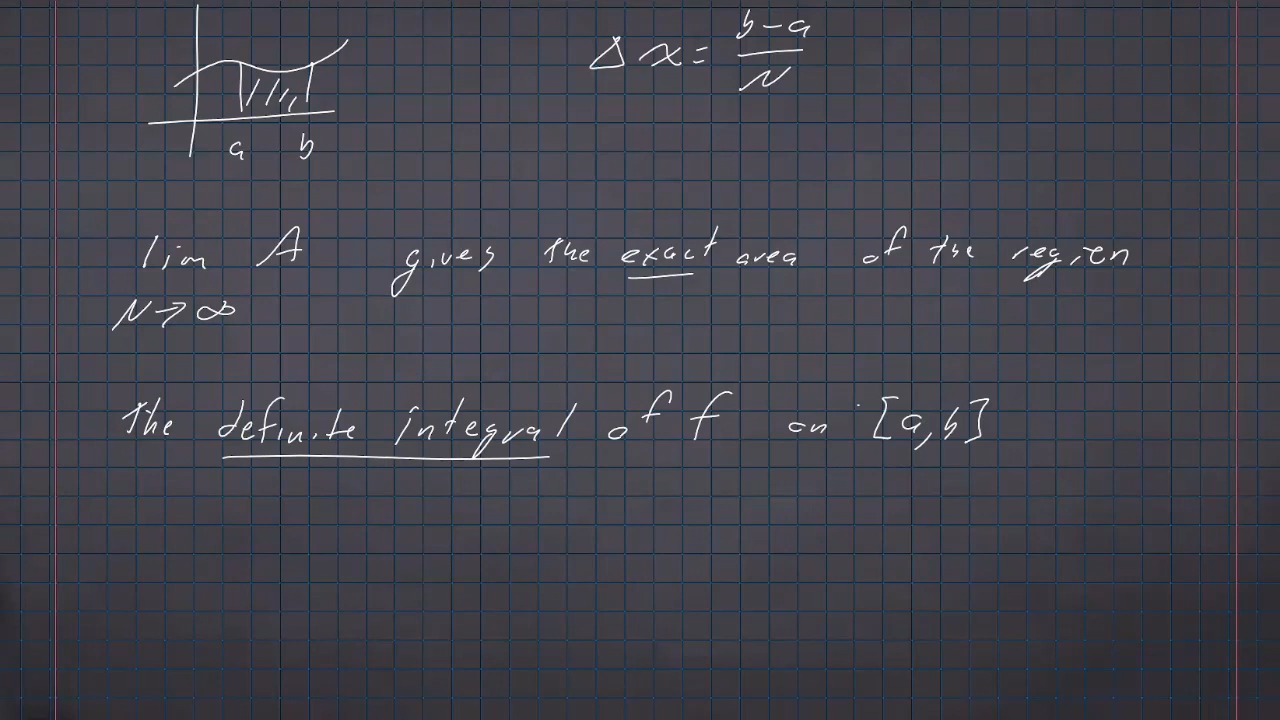 Δx = b-a / N
a b
lim A gives the exact area of the region
N→∞
The definite integral of f on [a,b]